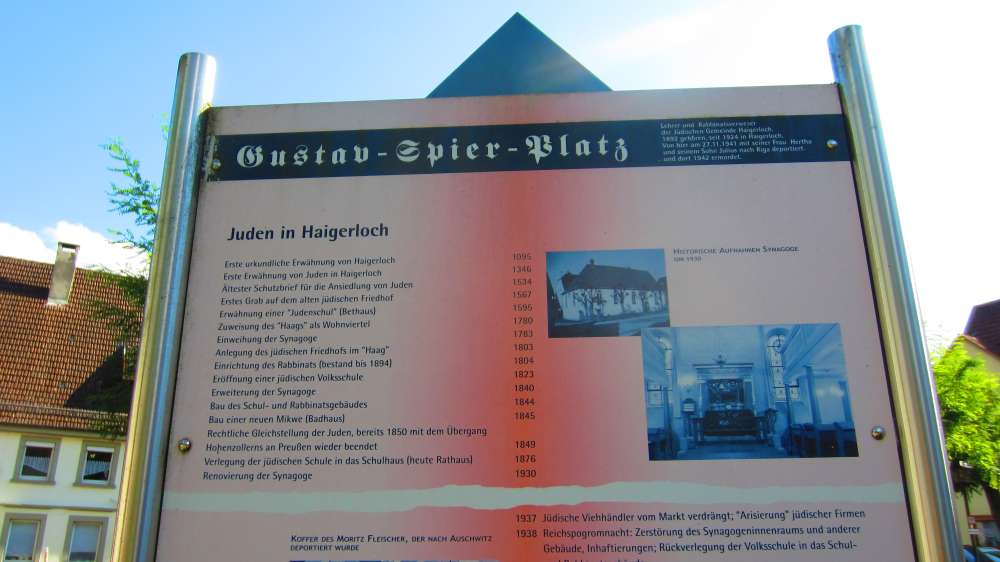 Gustav-Spier-Platz
Lehrer und Rabbinatsverweser
der Jüdischen Gemeinde Haigerloch.
1892 geboren, seit 1924 in Haigerloch.
Von hier am 27.11.1941 mit seiner Frau Hertha
und seinem Sohn Julius nach Riga deportiert
und dort 1942 ermordet.
Juden in Haigerloch
Erste urkundliche Erwähnung von Haigerloch 1095
Erste Erwähnung von Juden in Haigerloch 1346
Ältester Schutzbrief für die Ansiedlung von Juden 1534
Erstes Grab auf dem alten jüdischen Friedhof 1567
Erwähnung einer "Judenschul" (Bethaus) 1595
Zuweisung des "Haags" als Wohnviertel 1780
Einweihung der Synagoge 1783
Anlegung des jüdischen Friedhofs im "Haag" 1803
Einrichtung des Rabbinats (bestand bis 1894) 1804
Eröffnung einer jüdischen Volksschule 1823
Erweiterung der Synagoge 1840
Bau des Schul- und Rabbinatsgebäudes 1844
Bau einer neuen Mikwe (Badhaus) 1845
Rechtliche Gleichstellung der Juden, bereits 1850 mit dem Übergang
Hohenzollerns an Preußen wieder beendet 1849
Verlegung der jüdischen Schule in das Schulhaus (heute Rathaus) 1876
Renovierung der Synagoge 1930
Historische Aufnahmen Synagoge
um 1930
1937 Jüdische Viehhändler vom Markt verdrängt; "Arisierung" jüdischer Firmen
1938 Reichspogromnacht: Zerstörung des Synagogeninnenraums und anderer
Gebäude, Inhaftierungen; Rückverlegung der Volksschule in das Schul-
Koffer des Moritz Fleischer, der nach Auschwitz
deportiert wurde